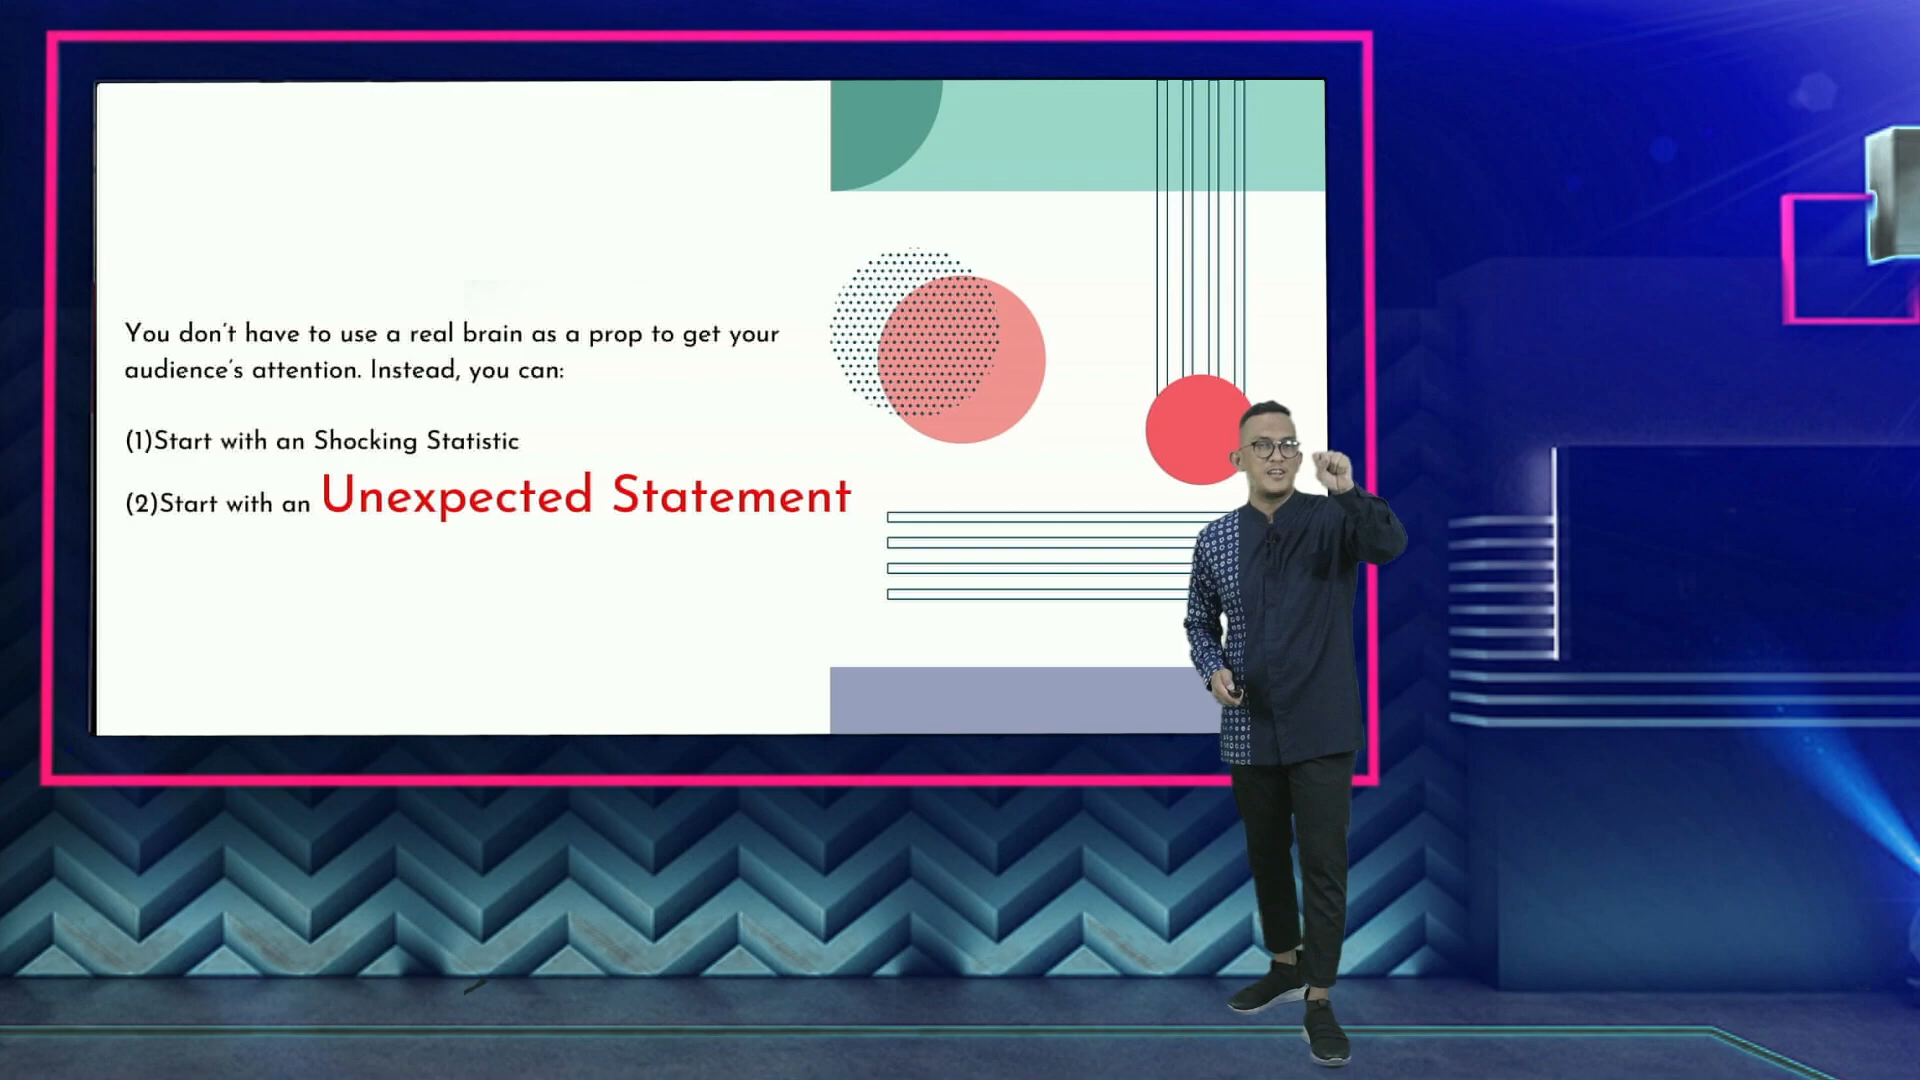 You don't have to use a real brain as a prop to get your
audience's attention. Instead, you can:
(1)Start with an Shocking Statistic
(2)Start with an Unexpected Statement